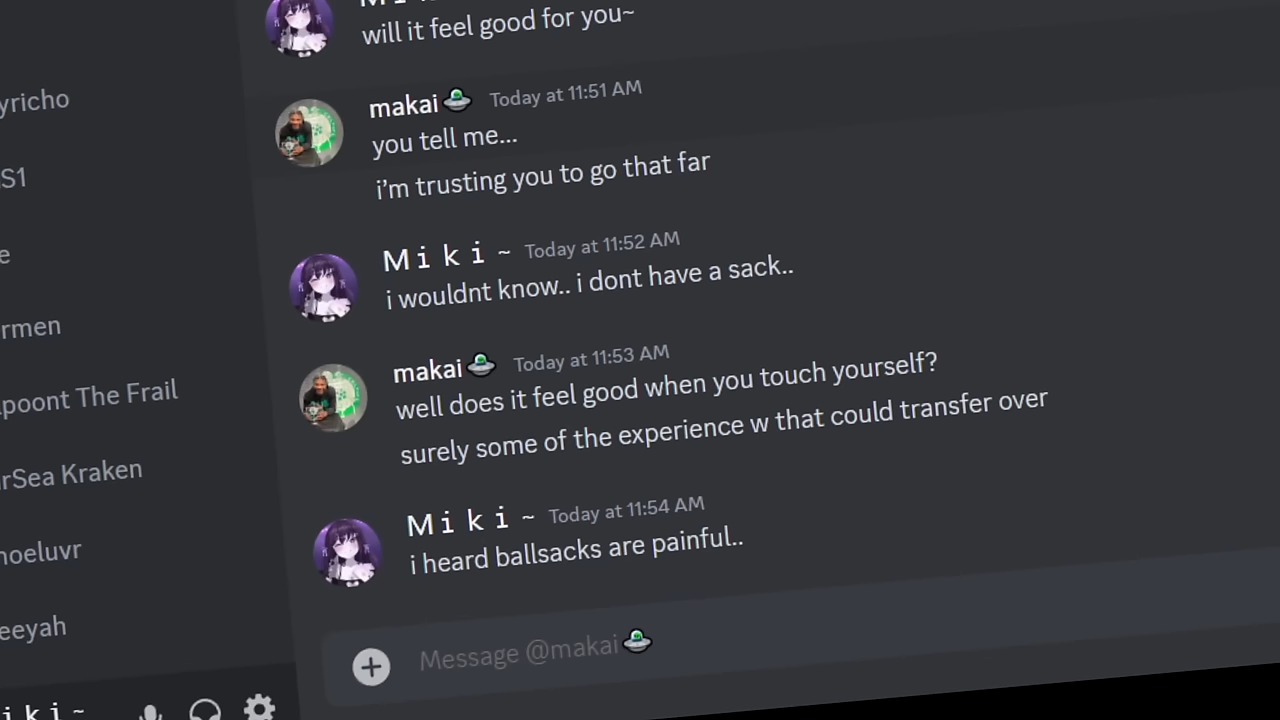 will it feel good for you~
yricho
makai🛸 Today at 11:51 AM
you tell me...
S1
i'm trusting you to go that far
e
M i k i ~ Today at 11:52 AM
i wouldnt know.. i dont have a sack..
rmen
makai🛸 Today at 11:53 AM
well does it feel good when you touch yourself?
lpoont The Frail
surely some of the experience w that could transfer over
rSea Kraken
M i k i ~ Today at 11:54 AM
i heard ballsacks are painful..
noeluvr
eeyah
Message @makai🛸
i k i ~